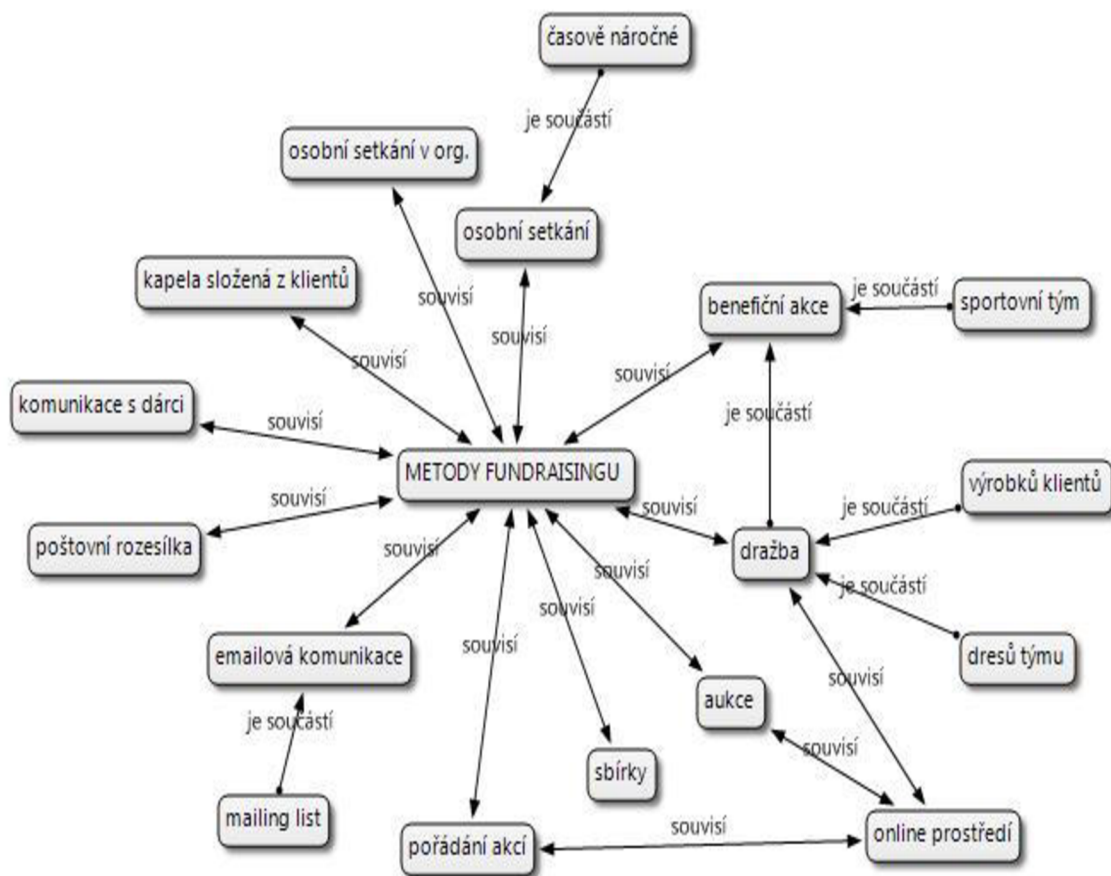 časově náročné
je součástí
osobní setkání v org.
osobní setkání
kapela složená z klientů
souvisí
souvisí
benefiční akce
je součástí
sportovní tým
souvisí
souvisí
komunikace s dárci
souvisí
je součástí
METODY FUNDRAISINGU
výrobků klientů
souvisí
souvisí
je součástí
poštovní rozesílka
dražba
souvisí
souvisí
je součástí
souvisí
emailová komunikace
souvisí
dresů týmu
souvisí
aukce
je součástí
souvisí
sbírky
mailing list
souvisí
online prostředí
pořádání akcí